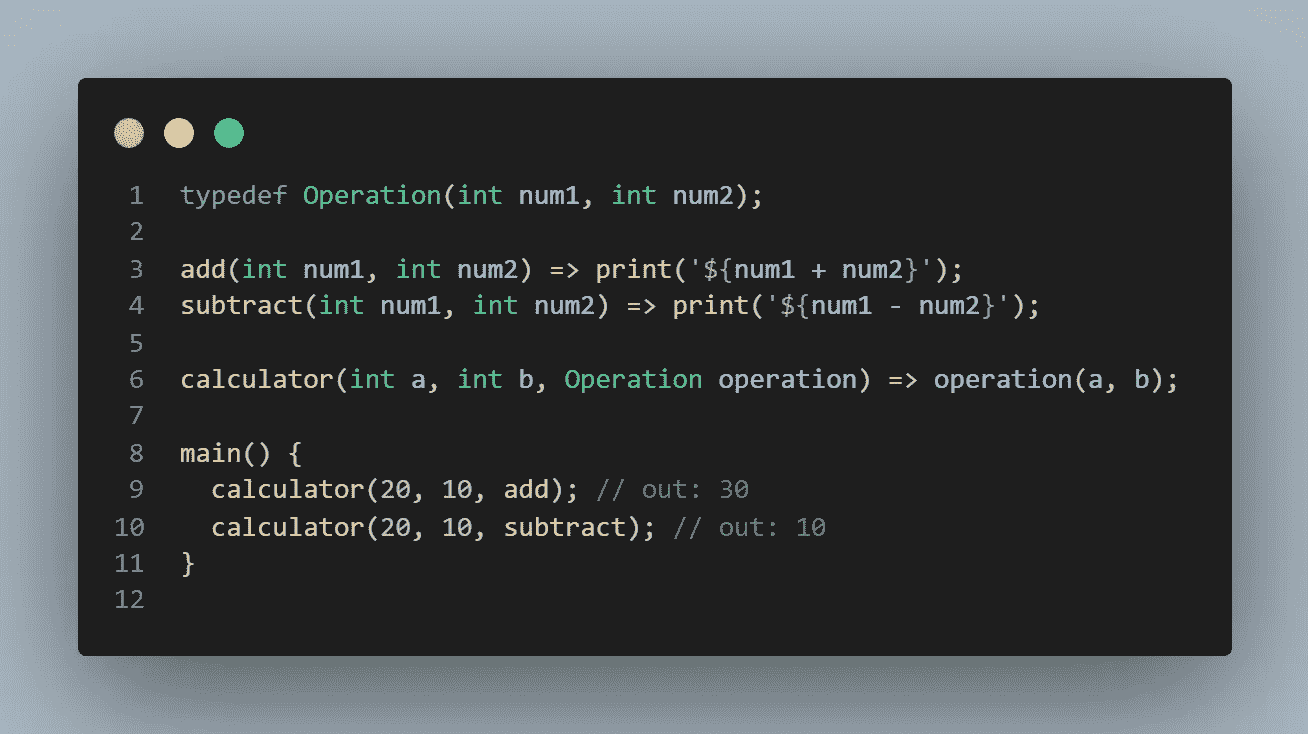 1 typedef Operation(int num1, int num2);
2
3 add(int num1, int num2) => print('${num1 + num2}');
4 subtract(int num1, int num2) => print('${num1 - num2}');
5
6 calculator(int a, int b, Operation operation) => operation(a, b);
7
8 main() {
9   calculator(20, 10, add); // out: 30
10   calculator(20, 10, subtract); // out: 10
11 }
12